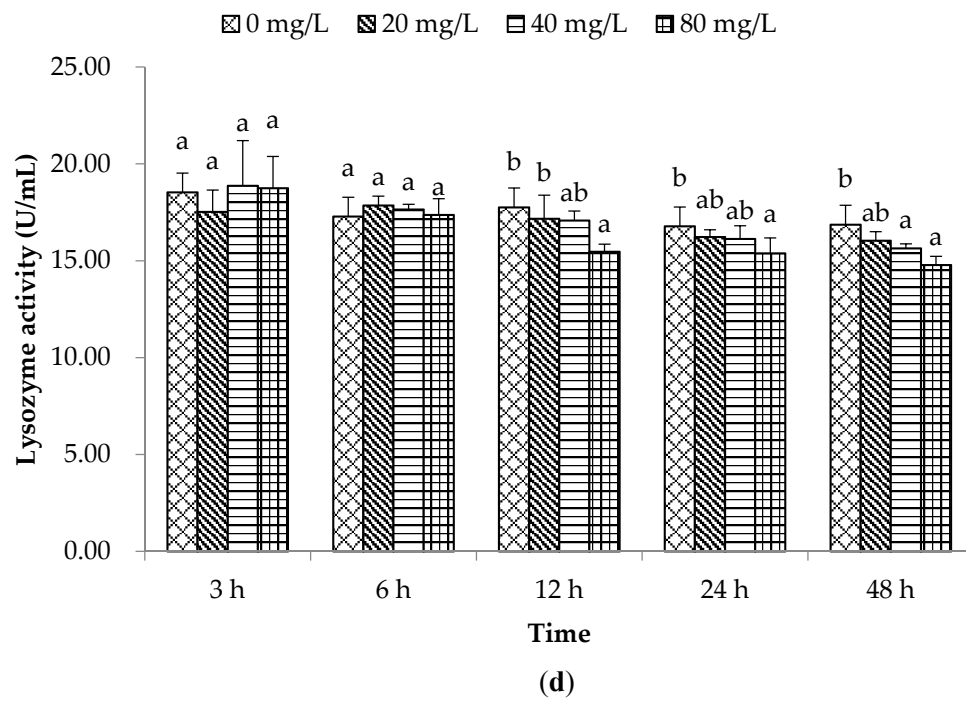 0 mg/L 20 mg/L 40 mg/L 80 mg/L
25.00
20.00
15.00
10.00
5.00
0.00
Lysozyme activity (U/mL)
a a a a
a a a a
b b ab a
b ab ab a
b ab a a
3 h 6 h 12 h 24 h 48 h
Time
(d)